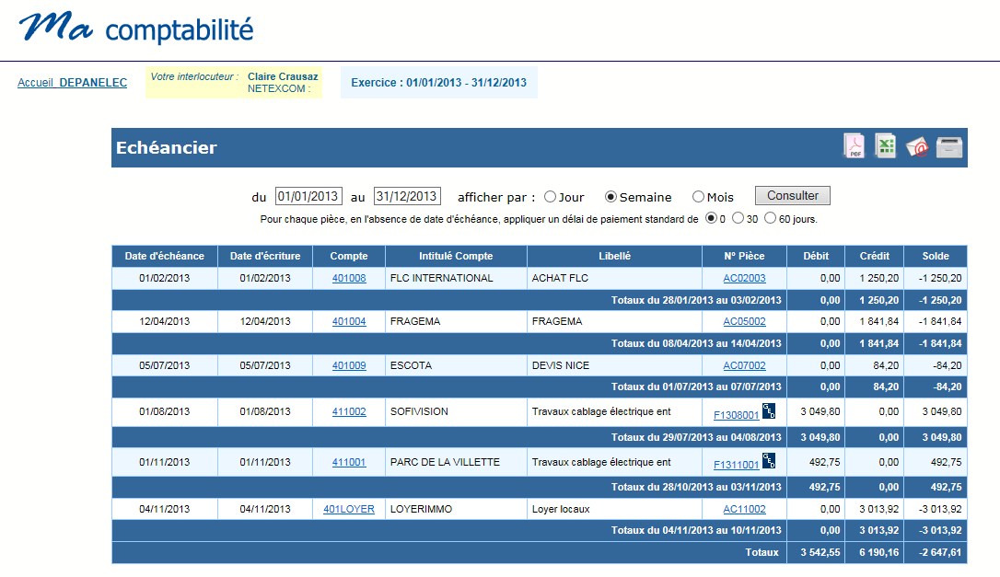 Ma comptabilité
Accueil DEPANELEC Votre interlocuteur : Claire Crausaz Exercice : 01/01/2013 - 31/12/2013
NETEXCOM :
Echéancier
PDF
du 01/01/2013 au 31/12/2013 afficher par : Jour Semaine Mois Consulter
Pour chaque pièce, en l'absence de date d'échéance, appliquer un délai de paiement standard de 0 30 60 jours.
Date d'échéance Date d'écriture Compte Intitulé Compte Libellé N° Pièce Débit Crédit Solde
01/02/2013 01/02/2013 401008 FLC INTERNATIONAL ACHAT FLC AC02003 0,00 1 250,20 -1 250,20
Totaux du 28/01/2013 au 03/02/2013 0,00 1 250,20 -1 250,20
12/04/2013 12/04/2013 401004 FRAGEMA FRAGEMA AC05002 0,00 1 841,84 -1 841,84
Totaux du 08/04/2013 au 14/04/2013 0,00 1 841,84 -1 841,84
05/07/2013 05/07/2013 401009 ESCOTA DEVIS NICE AC07002 0,00 84,20 -84,20
Totaux du 01/07/2013 au 07/07/2013 0,00 84,20 -84,20
01/08/2013 01/08/2013 411002 SOFIVISION Travaux cablage électrique ent F1308001 GED 3 049,80 0,00 3 049,80
Totaux du 29/07/2013 au 04/08/2013 3 049,80 0,00 3 049,80
01/11/2013 01/11/2013 411001 PARC DE LA VILLETTE Travaux cablage électrique ent F1311001 GED 492,75 0,00 492,75
Totaux du 28/10/2013 au 03/11/2013 492,75 0,00 492,75
04/11/2013 04/11/2013 401LOYER LOYERIMMO Loyer locaux AC11002 0,00 3 013,92 -3 013,92
Totaux du 04/11/2013 au 10/11/2013 0,00 3 013,92 -3 013,92
Totaux 3 542,55 6 190,16 -2 647,61